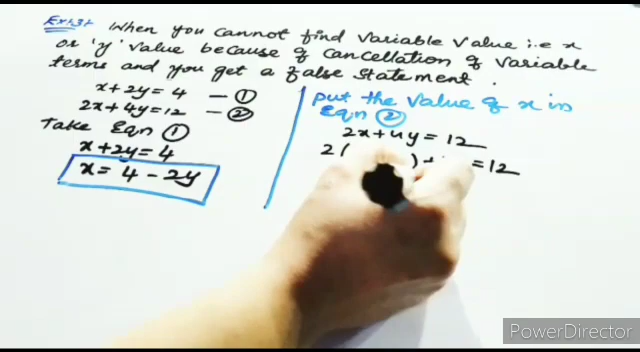 Ex:-3:- When you cannot find variable value i.e x
or 'y' value because of cancellation of variable
terms and you get a false statement.
x + 2y = 4 — ①
2x + 4y = 12 — ②
Take Eqn ①
x + 2y = 4
x = 4 - 2y
put the value of x in
Eqn ②
2x + 4y = 12
2( ) + = 12
PowerDirector